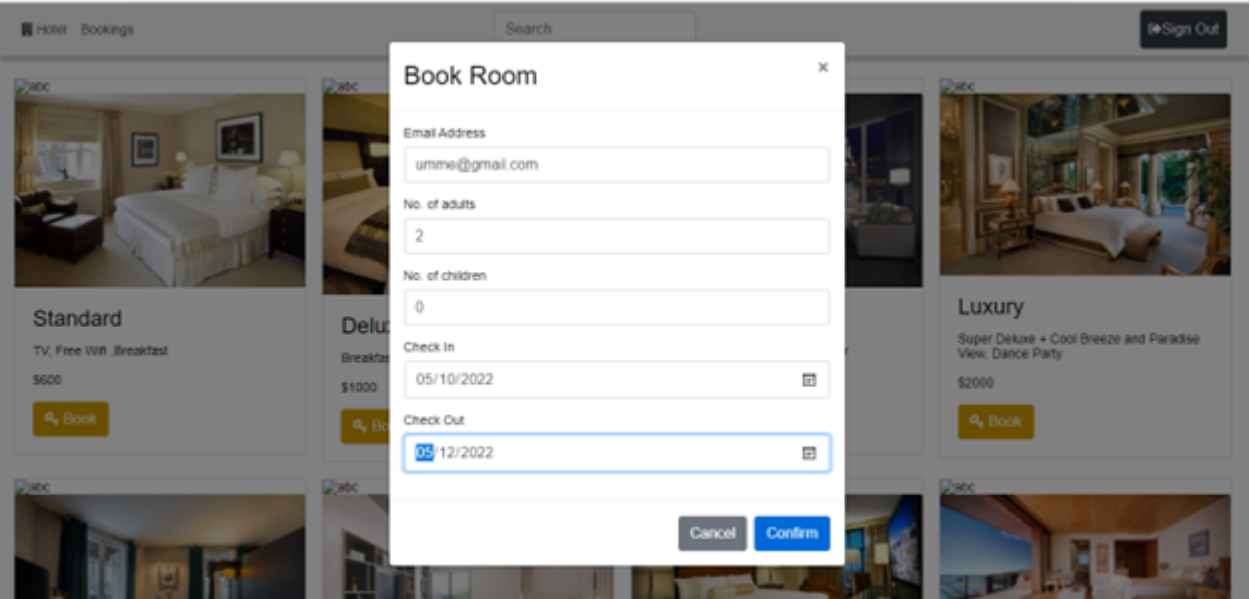 Hotel Bookings
Search
Sign Out
Book Room
×
Email Address
umme@gmail.com
No. of adults
2
No. of children
0
Check In
05/10/2022
Check Out
05/12/2022
Cancel Confirm
abc
Standard
TV, Free Wifi ,Breakfast
$600
Book
abc
$1000
abc
Luxury
Super Deluxe + Cool Breeze and Paradise
View, Dance Party
$2000
Book
abc
abc
abc